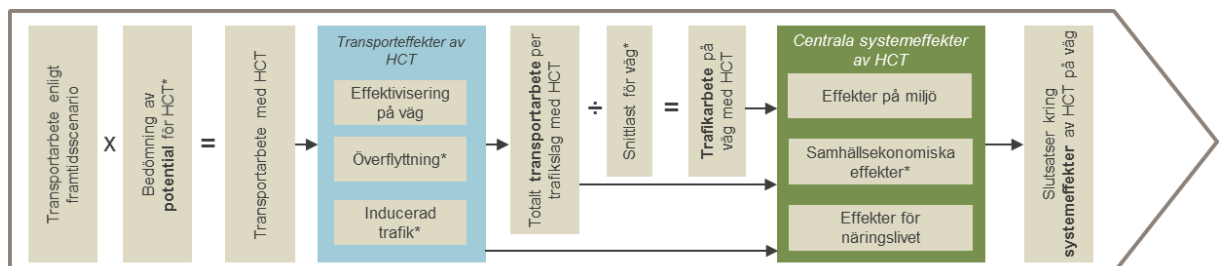 Transportarbete enligt
framtidsscenario
X
Bedömning av
potential för HCT*
=
Transportarbete med HCT
Transporteffekter av
HCT
Effektivisering
på väg
Överflyttning*
Inducerad
trafik*
Totalt transportarbete per
trafikslag med HCT
÷
Snittlast för väg*
=
Trafikarbete på
väg med HCT
Centrala systemeffekter
av HCT
Effekter på miljö
Samhällsekonomiska
effekter*
Effekter för
näringslivet
Slutsatser kring
systemeffekter av HCT på väg